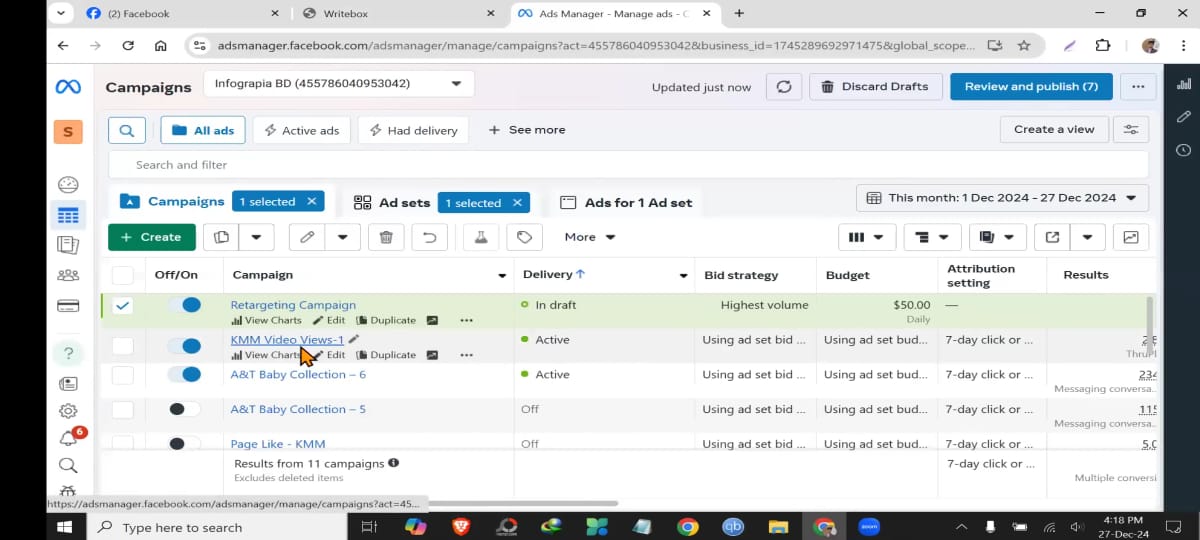 (2) Facebook
Writebox
Ads Manager - Manage ads - C
adsmanager.facebook.com/adsmanager/manage/campaigns?act=455786040953042&business_id=1745289692971475&global_scope...
Campaigns
Infograpia BD (455786040953042)
Updated just now
Discard Drafts
Review and publish (7)
S
All ads
Active ads
Had delivery
+ See more
Create a view
Search and filter
Campaigns
1 selected
Ad sets
1 selected
Ads for 1 Ad set
This month: 1 Dec 2024 - 27 Dec 2024
+ Create
More
Off/On
Campaign
Delivery↑
Bid strategy
Budget
Attribution
setting
Results
Retargeting Campaign
In draft
Highest volume
$50.00
—
View Charts
Edit
Duplicate
...
Daily
KMM Video Views-1
Active
Using ad set bid ...
Using ad set bud...
7-day click or ...
View Charts
Edit
Duplicate
...
ThruPl
A&T Baby Collection – 6
Active
Using ad set bid ...
Using ad set bud...
7-day click or ...
234
Messaging conversa...
A&T Baby Collection – 5
Off
Using ad set bid ...
Using ad set bud...
7-day click or ...
115
Messaging conversa...
Page Like - KMM
Off
Using ad set bid ...
Using ad set bud...
7-day click or ...
5,0
Results from 11 campaigns
7-day click or ...
Excludes deleted items
Multiple conversi
6
https://adsmanager.facebook.com/adsmanager/manage/campaigns?act=45...
Type here to search
qb
zoom
4:18 PM
27-Dec-24